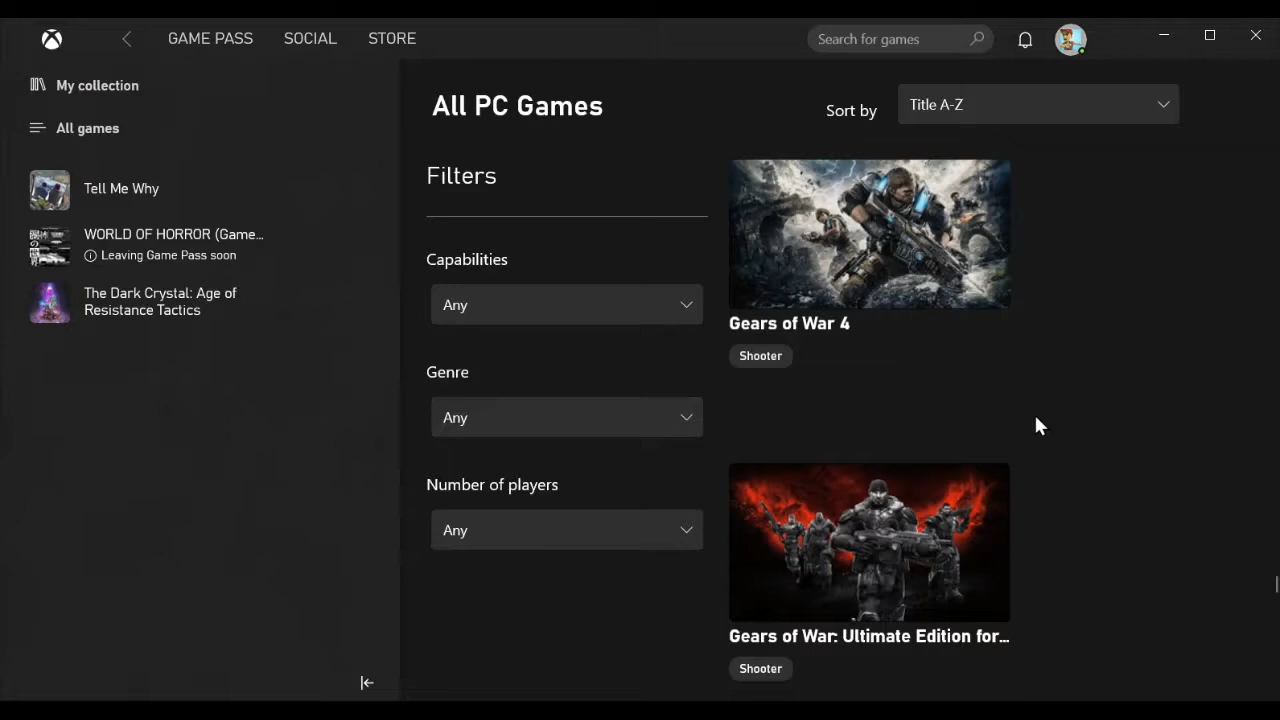 GAME PASS
SOCIAL
STORE
Search for games
My collection
All games
Tell Me Why
WORLD OF HORROR (Game...
Leaving Game Pass soon
The Dark Crystal: Age of
Resistance Tactics
All PC Games
Sort by
Title A-Z
Filters
Capabilities
Any
Genre
Any
Number of players
Any
Gears of War 4
Shooter
Gears of War: Ultimate Edition for...
Shooter